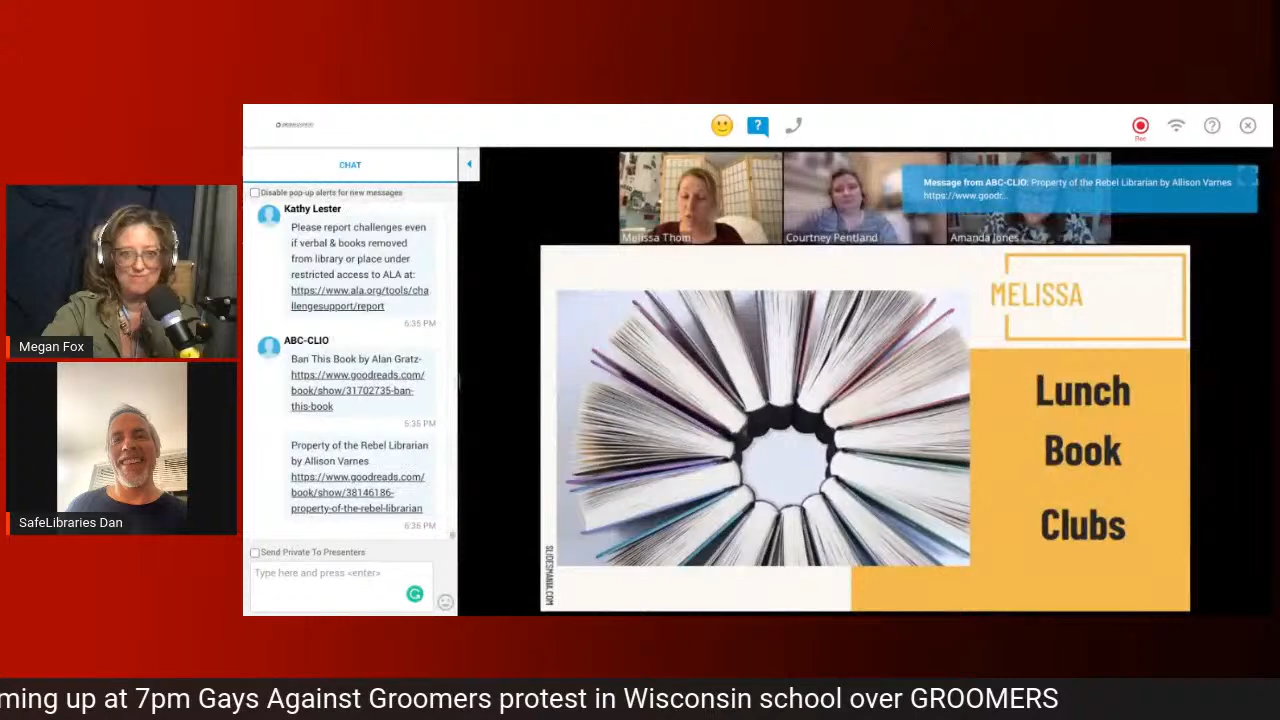 Megan Fox
SafeLibraries Dan
Rec
CHAT
Disable pop-up alerts for new messages
Kathy Lester
Please report challenges even
if verbal & books removed
from library or place under
restricted access to ALA at:
https://www.ala.org/tools/cha
llengesupport/report
6:35 PM
ABC-CLIO
Ban This Book by Alan Gratz-
https://www.goodreads.com/
book/show/31702735-ban-
this-book
6:35 PM
Property of the Rebel Librarian
by Allison Varnes
https://www.goodreads.com/
book/show/38146186-
property-of-the-rebel-librarian
6:36 PM
Send Private To Presenters
Type here and press <enter>
Melissa Thom
Courtney Pentland
Amanda Jones
Message from ABC-CLIO: Property of the Rebel Librarian by Allison Varnes
https://www.goodr...
MELISSA
Lunch
Book
Clubs
SLIDESMANIA.COM
ming up at 7pm Gays Against Groomers protest in Wisconsin school over GROOMERS